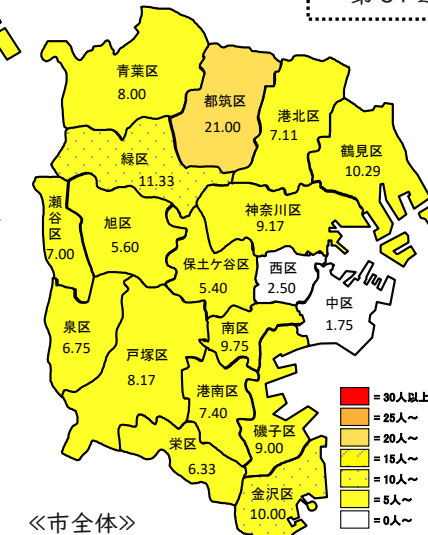 青葉区
8.00
都筑区
21.00
港北区
7.11
鶴見区
10.29
緑区
11.33
神奈川区
9.17
瀬谷区
7.00
旭区
5.60
保土ケ谷区
5.40
西区
2.50
中区
1.75
泉区
6.75
戸塚区
8.17
南区
9.75
港南区
7.40
磯子区
9.00
栄区
6.33
金沢区
10.00
=30人以上
=25人～
=20人～
=15人～
=10人～
=5人～
=0人～
≪市全体≫